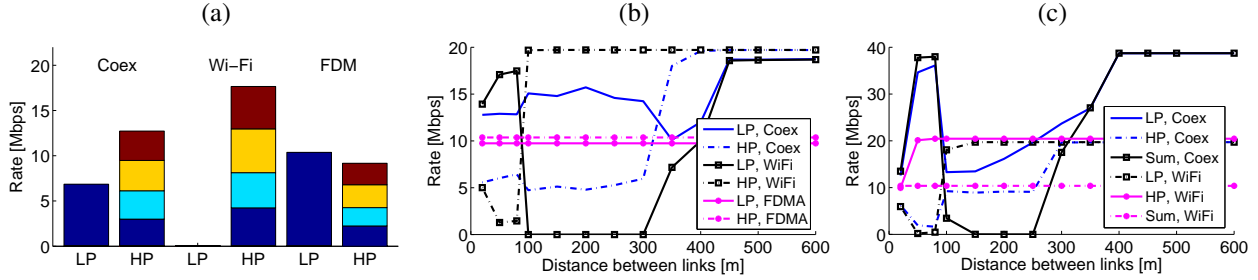 (a)
Rate [Mbps]
20
15
10
5
0
Coex
Wi-Fi
FDM
LP HP LP HP LP HP
(b)
Rate [Mbps]
20
15
10
5
0
0 100 200 300 400 500 600
Distance between links [m]
LP, Coex
HP, Coex
LP, WiFi
HP, WiFi
LP, FDMA
HP, FDMA
(c)
Rate [Mbps]
40
30
20
10
0
0 100 200 300 400 500 600
Distance between links [m]
LP, Coex
HP, Coex
Sum, Coex
LP, WiFi
HP, WiFi
Sum, WiFi